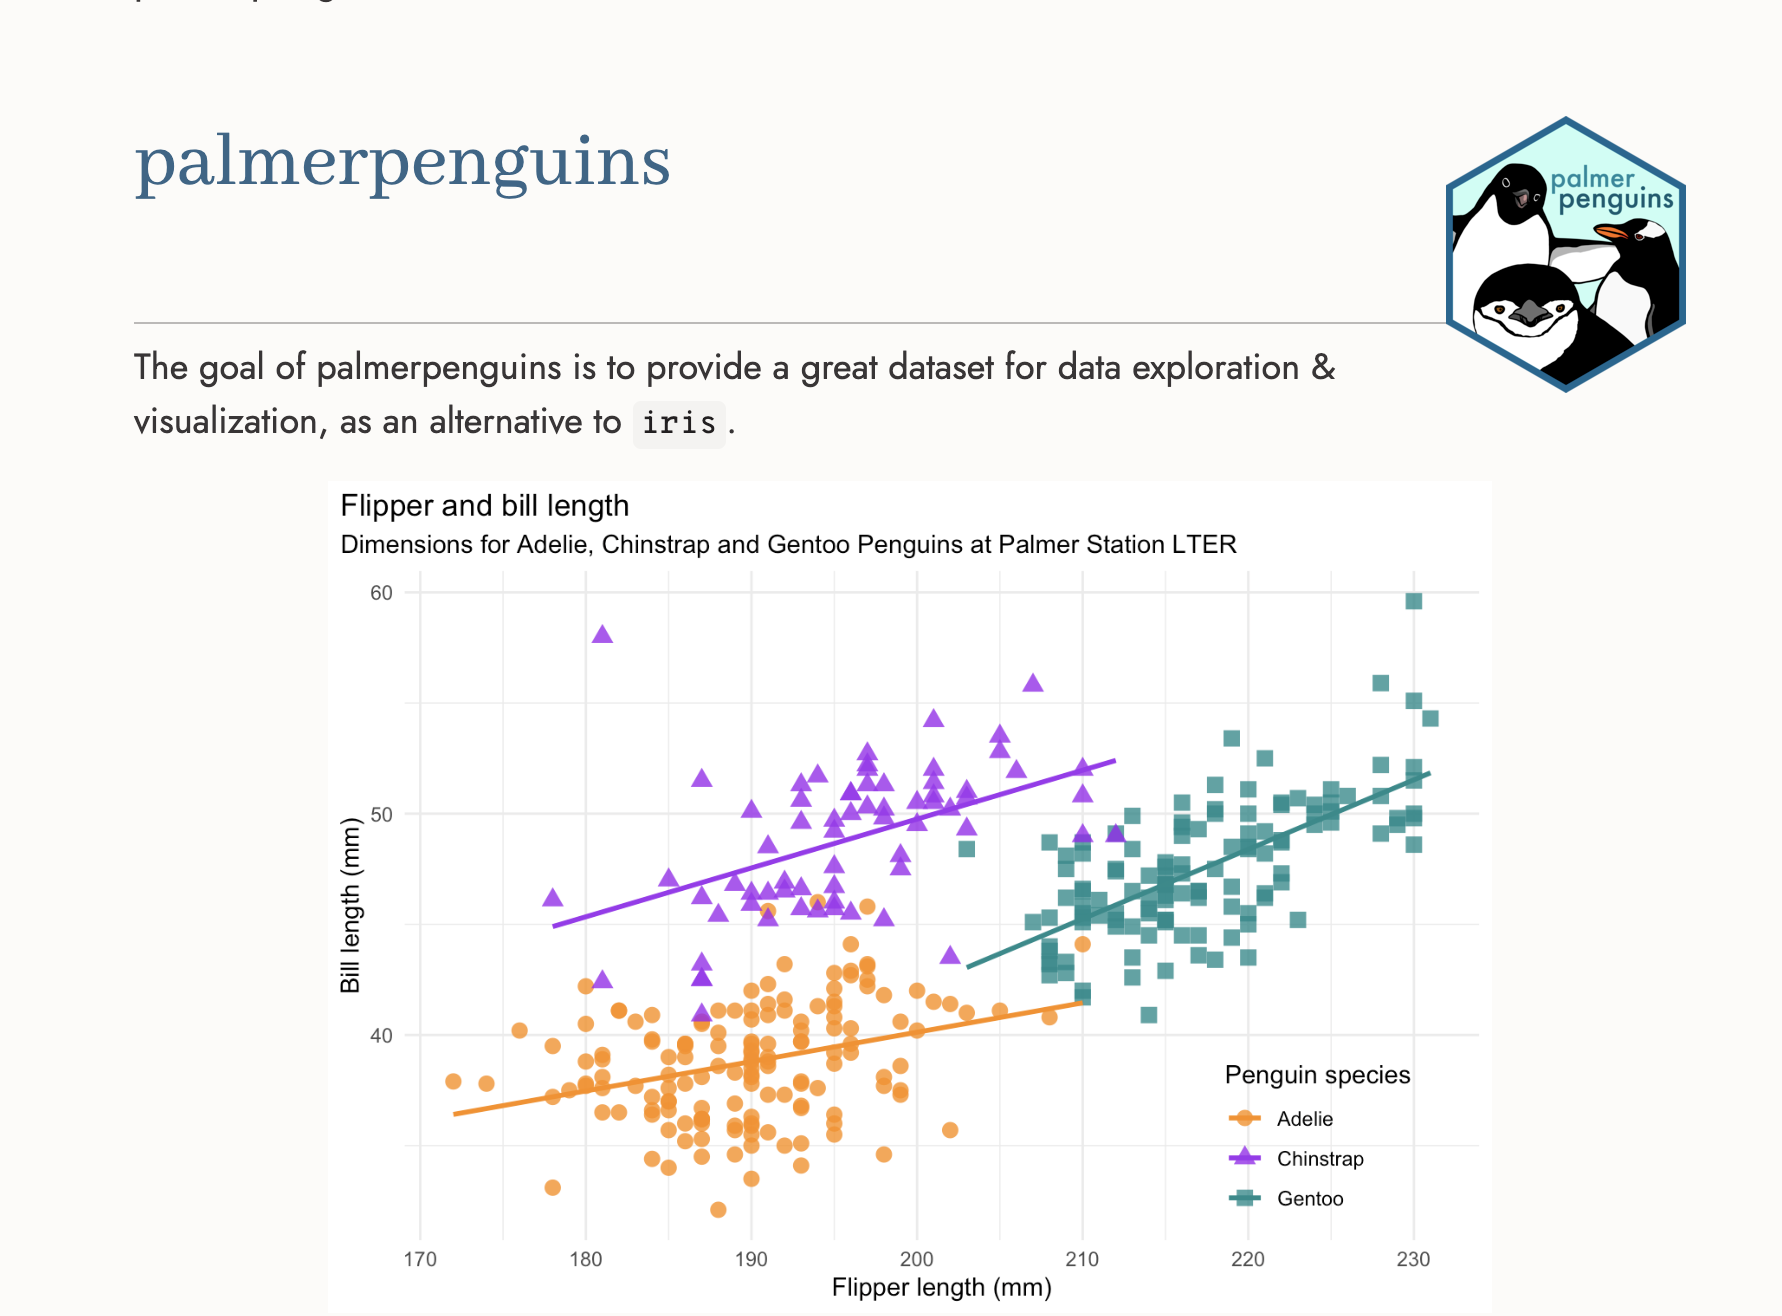 palmerpenguins
palmer
penguins
The goal of palmerpenguins is to provide a great dataset for data exploration &
visualization, as an alternative to iris.
Flipper and bill length
Dimensions for Adelie, Chinstrap and Gentoo Penguins at Palmer Station LTER
60
50
40
Bill length (mm)
Penguin species
Adelie
Chinstrap
Gentoo
170 180 190 200 210 220 230
Flipper length (mm)